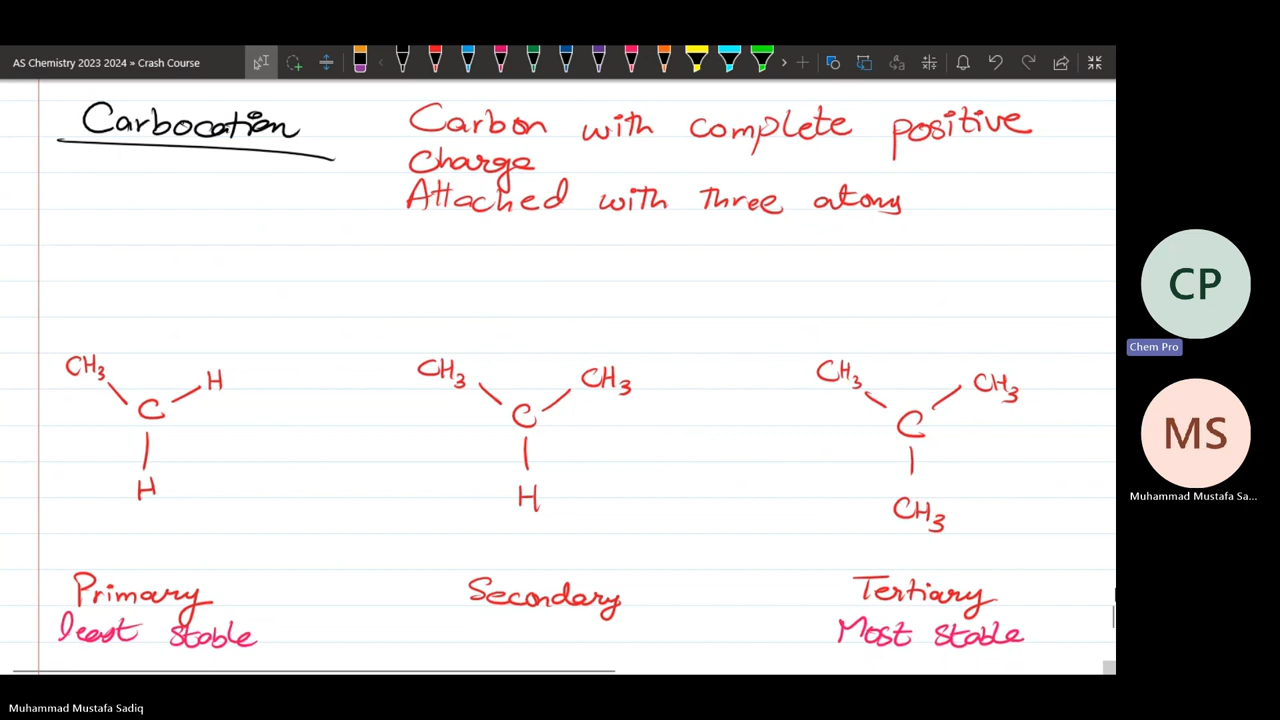 AS Chemistry 2023 2024 » Crash Course
Carbocation
Carbon with complete positive
charge
Attached with three atoms
CH3 H
C
H
CH3 CH3
C
H
CH3 CH3
C
CH3
Primary Secondary Tertiary
least stable Most stable
CP
Chem Pro
MS
Muhammad Mustafa Sa...
Muhammad Mustafa Sadiq